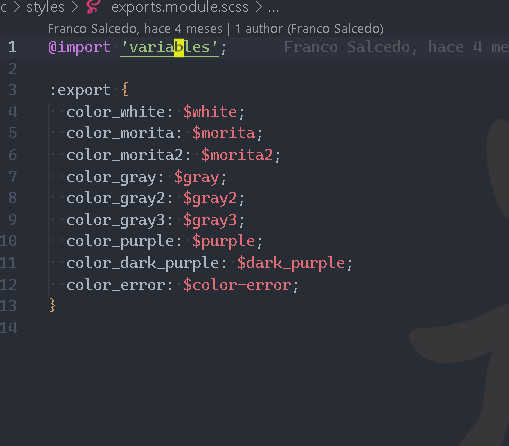 c > styles > exports.module.scss > ...
Franco Salcedo, hace 4 meses | 1 author (Franco Salcedo)
1 @import 'variables'; Franco Salcedo, hace 4 me
2
3 :export {
4 color_white: $white;
5 color_morita: $morita;
6 color_morita2: $morita2;
7 color_gray: $gray;
8 color_gray2: $gray2;
9 color_gray3: $gray3;
10 color_purple: $purple;
11 color_dark_purple: $dark_purple;
12 color_error: $color-error;
13 }
14